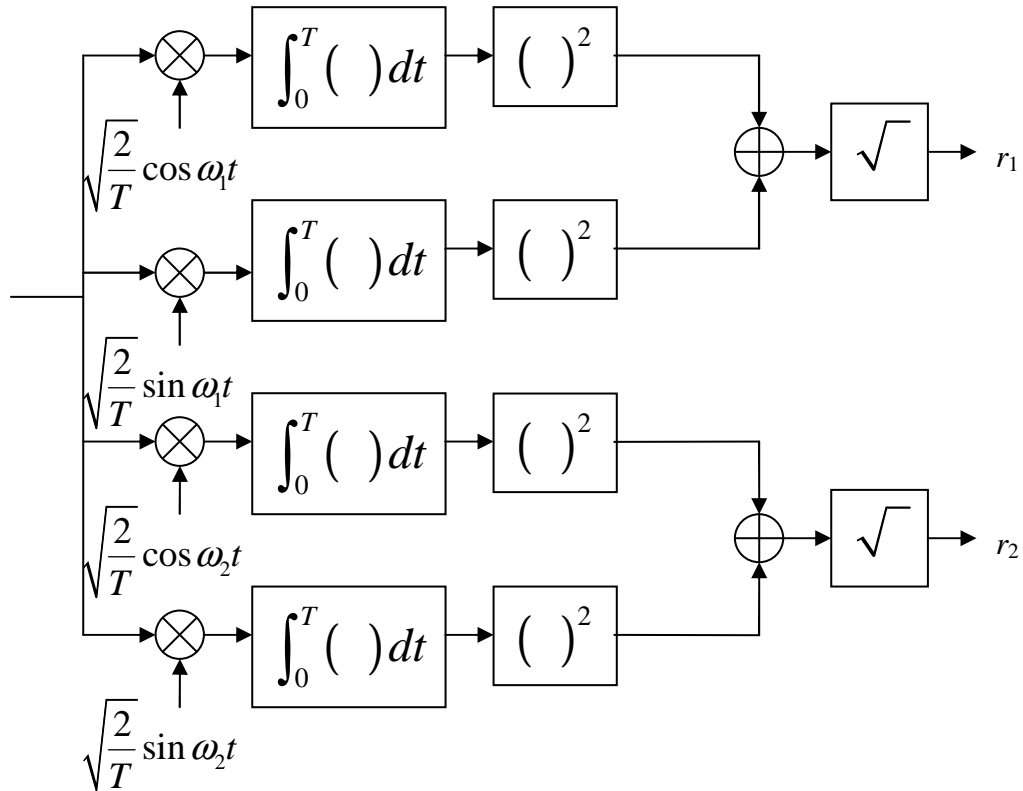 ∫₀ᵀ ( ) dt
( )²
√(2/T) cos ω₁t
√
r₁
∫₀ᵀ ( ) dt
( )²
√(2/T) sin ω₁t
∫₀ᵀ ( ) dt
( )²
√(2/T) cos ω₂t
√
r₂
∫₀ᵀ ( ) dt
( )²
√(2/T) sin ω₂t